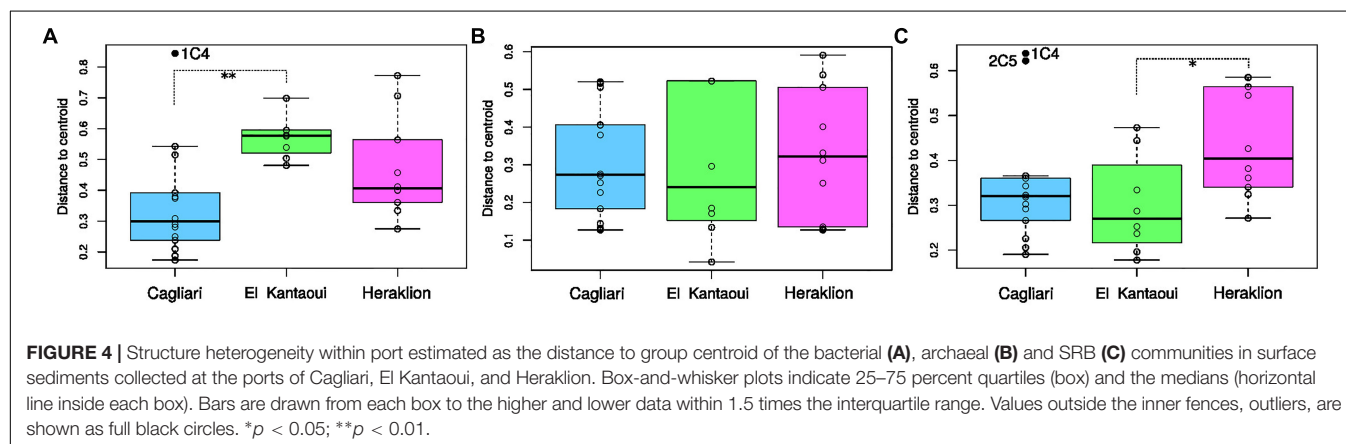 A
B
C
Distance to centroid
0.8
0.7
0.6
0.5
0.4
0.3
0.2
1C4
**
Cagliari
El Kantaoui
Heraklion
Distance to centroid
0.6
0.5
0.4
0.3
0.2
0.1
Cagliari
El Kantaoui
Heraklion
Distance to centroid
0.6
0.5
0.4
0.3
0.2
1C4
2C5
*
Cagliari
El Kantaoui
Heraklion
FIGURE 4 | Structure heterogeneity within port estimated as the distance to group centroid of the bacterial (A), archaeal (B) and SRB (C) communities in surface
sediments collected at the ports of Cagliari, El Kantaoui, and Heraklion. Box-and-whisker plots indicate 25–75 percent quartiles (box) and the medians (horizontal
line inside each box). Bars are drawn from each box to the higher and lower data within 1.5 times the interquartile range. Values outside the inner fences, outliers, are
shown as full black circles. *p < 0.05; **p < 0.01.